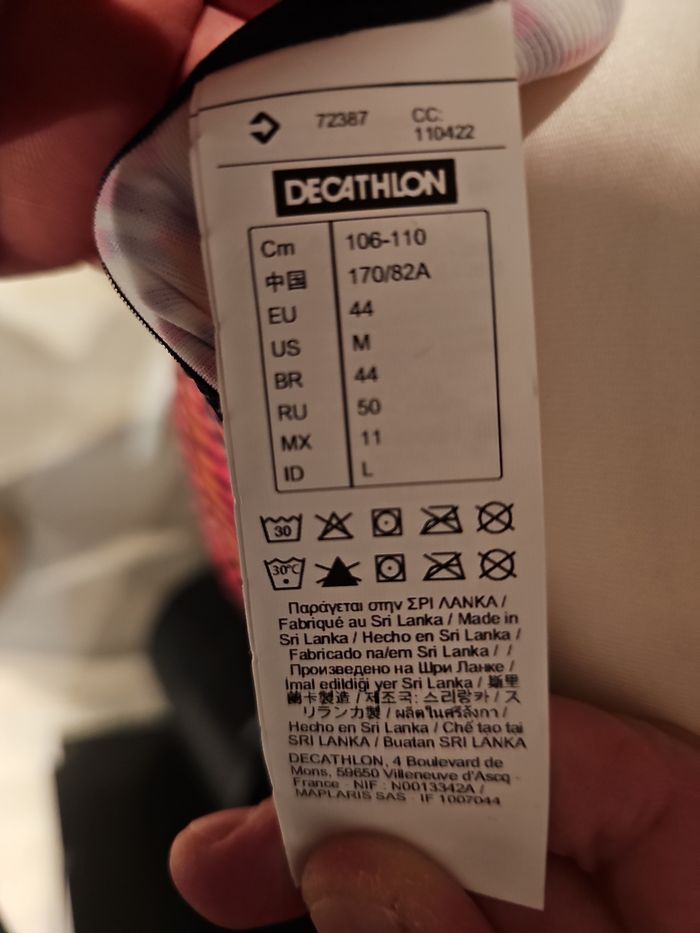 72387 CC:
110422
DECATHLON
Cm 106-110
中国 170/82A
EU 44
US M
BR 44
RU 50
MX 11
ID L
30
30°C
Παράγεται στην ΣΡΙ ΛΑΝΚΑ /
Fabriqué au Sri Lanka / Made in
Sri Lanka / Hecho en Sri Lanka /
Fabricado na/em Sri Lanka / /
Произведено на Шри Ланке /
İmal edildiği yer Sri Lanka / 斯里
蘭卡製造 / 제조국: 스리랑카 / ス
リランカ製 / ผลิตในศรีลังกา /
Hecho en Sri Lanka / Chế tao tai
SRI LANKA / Buatan SRI LANKA
DECATHLON, 4 Boulevard de
Mons, 59650 Villeneuve d'Ascq -
France - NIF : N0013342A /
MAPLARIS SAS - IF 1007044